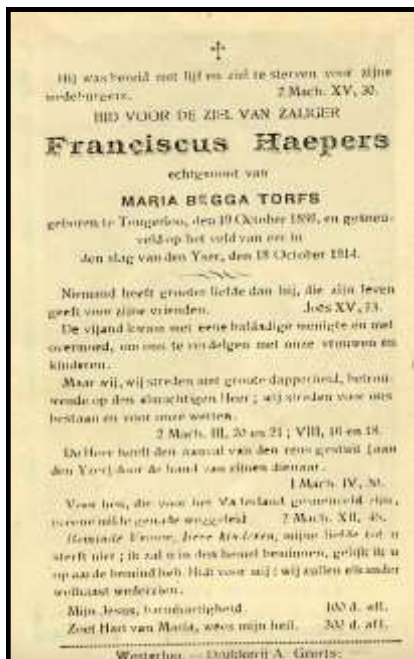 Hij was bereid met lijf en ziel te sterven voor zijne
medeburgers. 2 Mach. XV, 30.
BID VOOR DE ZIEL VAN ZALIGER
Franciscus Haepers
echtgenoot van
MARIA BEGGA TORFS
geboren te Tongerloo, den 19 October en gesneu-
veld op het veld van eer in
den slag van den Yser, den 18 October 1914.
Niemand heeft grooter liefde dan hij, die zijn leven
geeft voor zijne vrienden. Joës XV, 13.
De vijand kwam met eene baldadige menigte en met
overmoed, om ons te verdelgen met onze vrouwen en
kinderen.
Maar wij, wij streden met groote dapperheid, betrou-
wende op den almachtigen Heer; wij streden voor ons
bestaan en voor onze wetten.
2 Mach. III, 20 en 21; VIII, 16 en 18.
De Heer heeft den aanval van den reus gestuit (aan
den Yzer) door de hand van zijnen dienaar.
1 Mach. IV, 30.
Voor hen, die voor het Vaderland gesneuveld zijn,
is eene milde genade weggeleid. 2 Mach. XII, 45.
Beminde Vrouw, lieve kinderen, mijne liefde tot u
sterft niet; ik zal u in den hemel beminnen, gelijk ik u
op aarde bemind heb. Bidt voor mij; wij zullen elkander
welhaast wederzien.
Mijn Jesus, barmhartigheid. 100 d. afl.
Zoet Hart van Maria, wees mijn heil. 300 d. afl.
Westerloo. — Drukkerij A. Geerts.